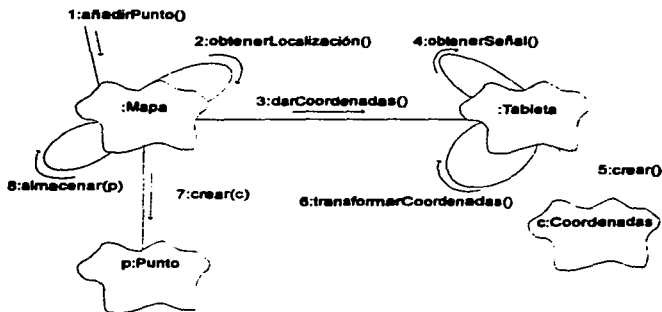 1:añadirPunto()
2:obtenerLocalización()
4:obtenerSeñal()
:Mapa
3:darCoordenadas()
:Tableta
8:almacenar(p)
7:crear(c)
6:transformarCoordenadas()
5:crear()
c:Coordenadas
p:Punto